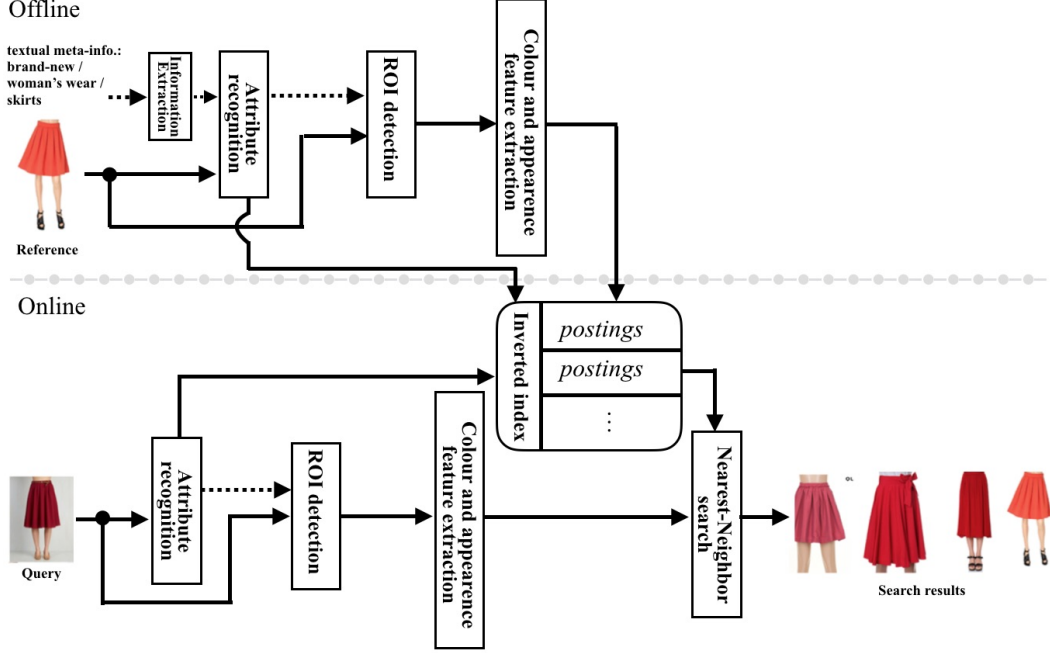 Offline
textual meta-info.:
brand-new /
woman's wear /
skirts
Information
Extraction
Attribute
recognition
ROI detection
Colour and appearence
feature extraction
Reference
Online
Inverted index
postings
postings
...
Attribute
recognition
ROI detection
Colour and appearence
feature extraction
Nearest-Neighbor
search
Query
Search results